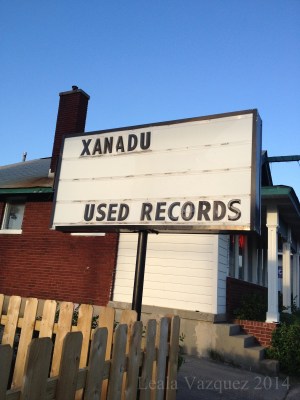 XANADU
USED RECORDS
Leala Vazquez 2014